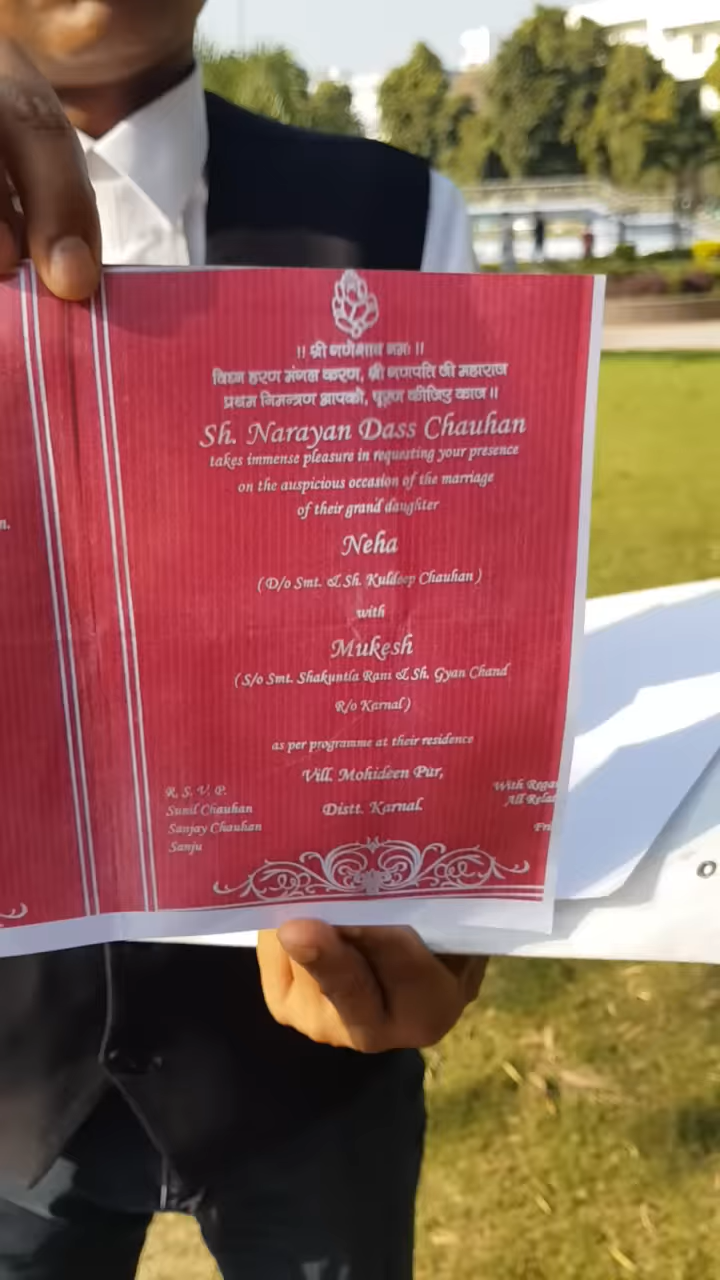 n.
।। श्री गणेशाय नमः ।।
विघ्न हरण मंगल करण, श्री गणपति जी महाराज
प्रथम निमन्त्रण आपको, पूरण कीजिए काज ।।
Sh. Narayan Dass Chauhan
takes immense pleasure in requesting your presence
on the auspicious occasion of the marriage
of their grand daughter
Neha
(D/o Smt. & Sh. Kuldeep Chauhan)
with
Mukesh
(S/o Smt. Shakuntla Rani & Sh. Gyan Chand
R/o Karnal)
as per programme at their residence
Vill. Mohideen Pur,
Distt. Karnal.
R. S. V. P.
Sunil Chauhan
Sanjay Chauhan
Sanju
With Rega
All Rela
Fri